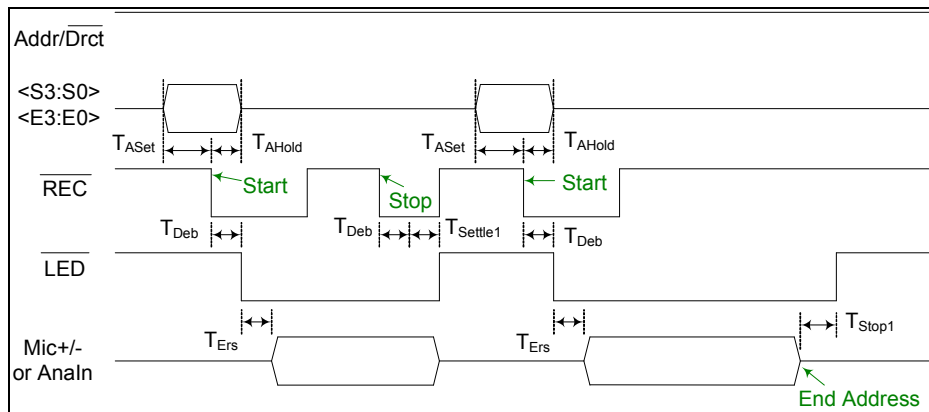 Addr/Drct
<S3:S0>
<E3:E0>
TASet TAHold TASet TAHold
REC
Start Stop Start
TDeb TDeb TSettle1 TDeb
LED
TErs TErs TStop1
Mic+/-
or AnaIn
End Address